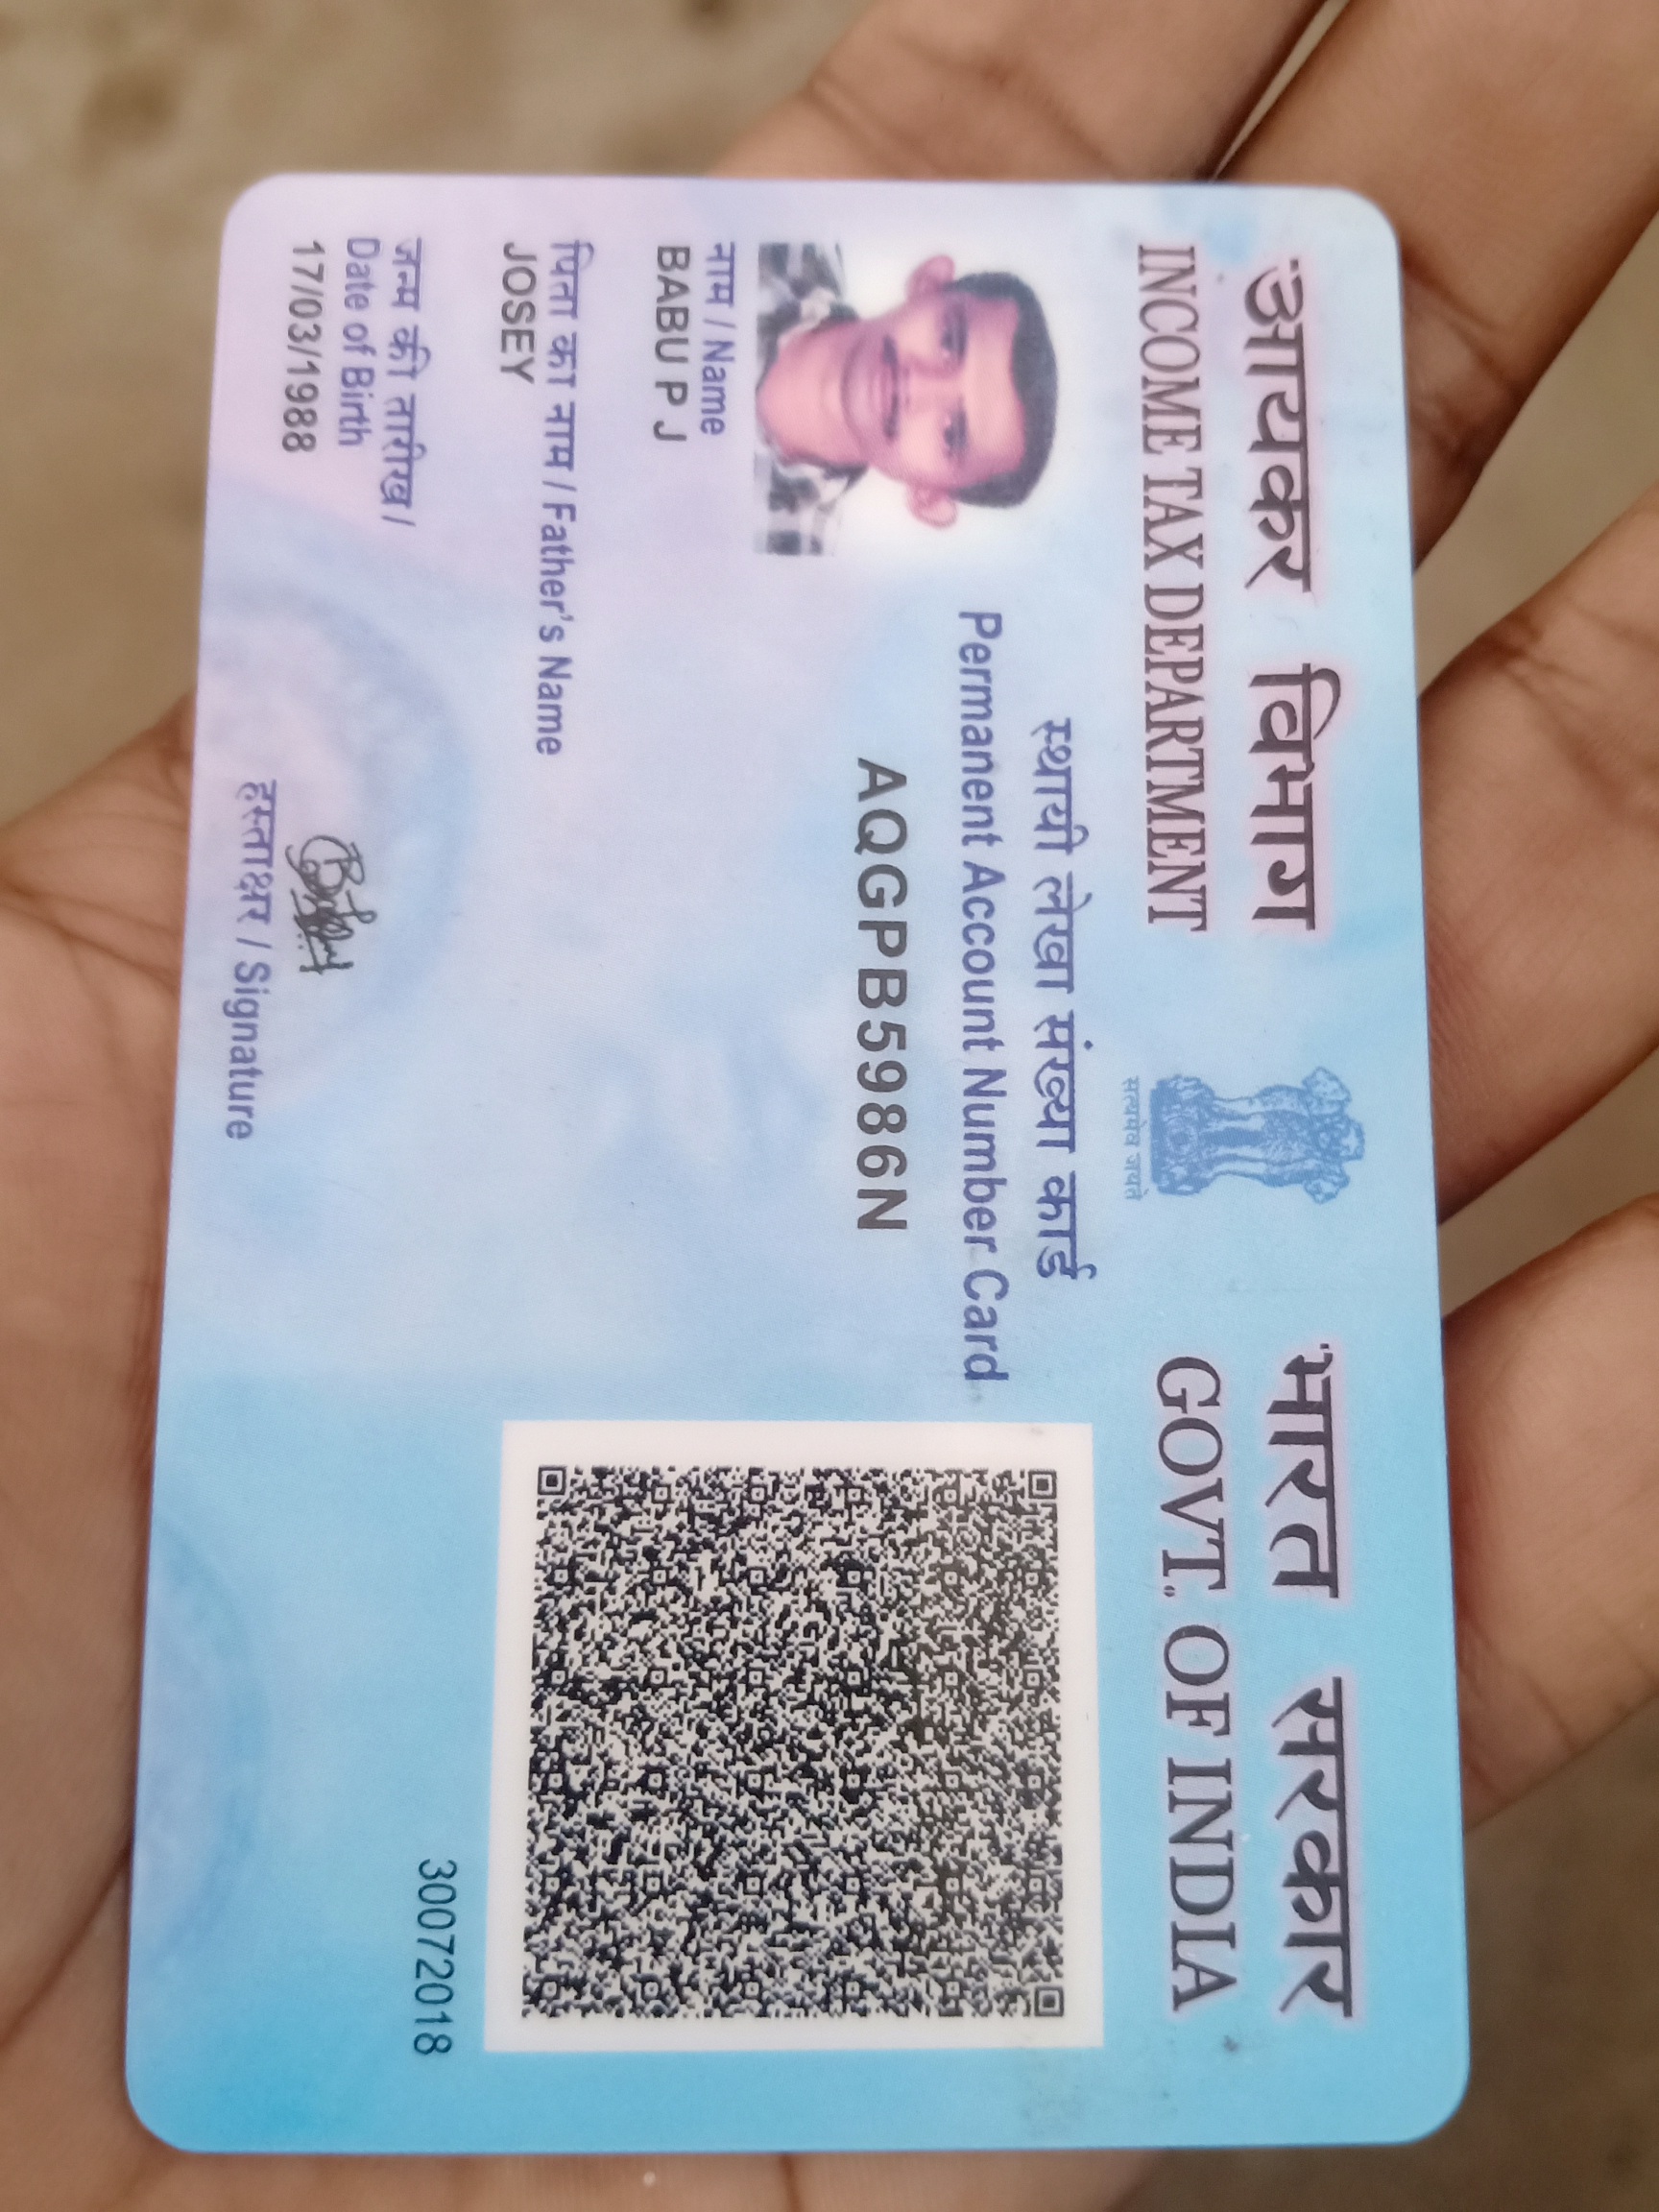 आयकर विभाग
INCOME TAX DEPARTMENT
सत्यमेव जयते
भारत सरकार
GOVT. OF INDIA
स्थायी लेखा संख्या कार्ड
Permanent Account Number Card
AQGPB5986N
नाम / Name
BABU P J
पिता का नाम / Father's Name
JOSEY
जन्म की तारीख /
Date of Birth
17/03/1988
हस्ताक्षर / Signature
30072018